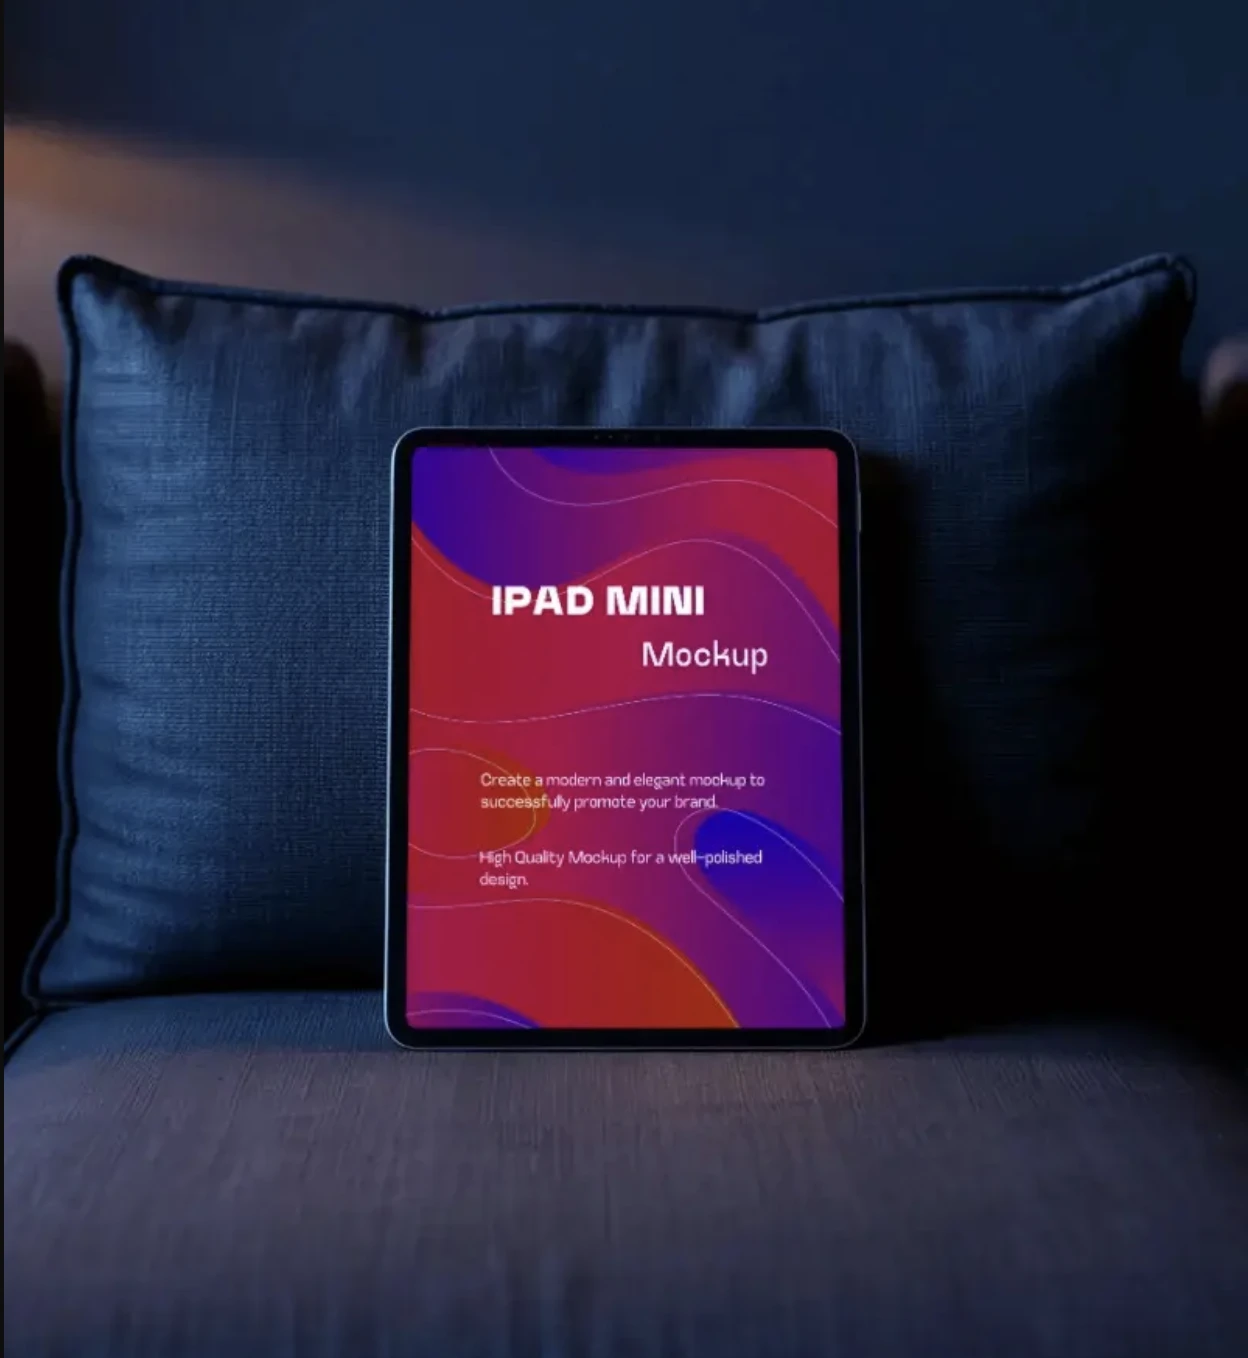 IPAD MINI
Mockup
Create a modern and elegant mockup to
successfully promote your brand.
High Quality Mockup for a well-polished
design.